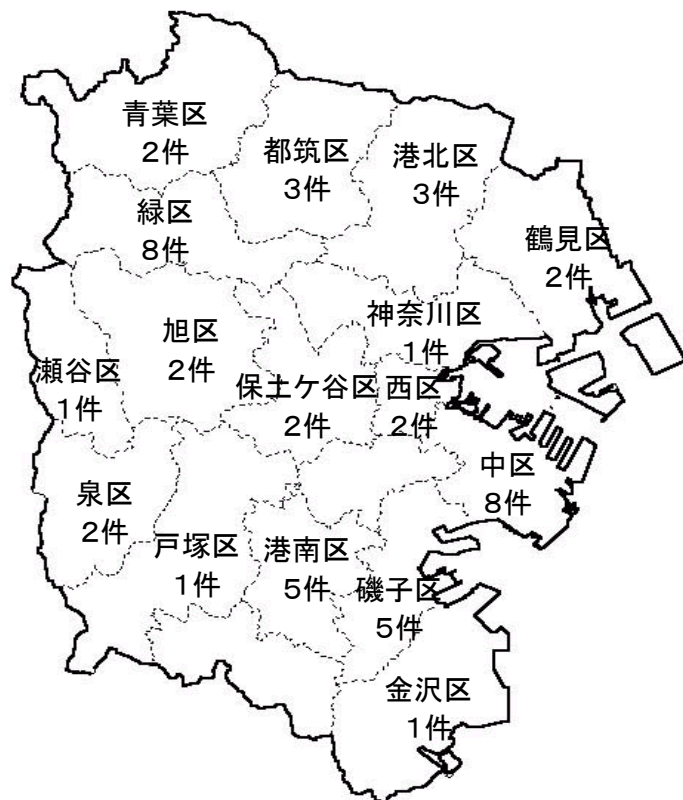 青葉区
2件
都筑区
3件
港北区
3件
緑区
8件
鶴見区
2件
神奈川区
1件
旭区
2件
瀬谷区
1件
保土ケ谷区
2件
西区
2件
中区
8件
泉区
2件
戸塚区
1件
港南区
5件
磯子区
5件
金沢区
1件